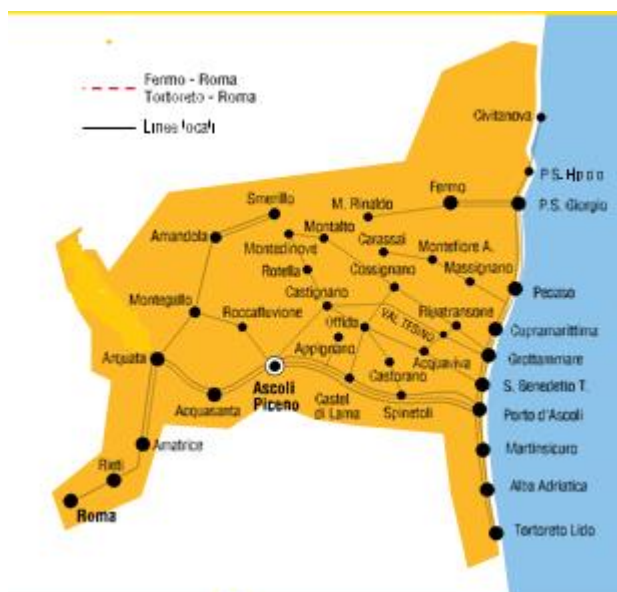 Fermo - Roma
Tortoreto - Roma
Linee locali
Civitanova
P.S.
Smerillo
M. Rinaldo
Fermo
P.S. Giorgio
Amandola
Montedinove
Montalto
Carassai
Montefiore A.
Rotella
Cossignano
Massignano
Montegallo
Roccafluvione
Castignano
Pedaso
Offida
VAL TESINO
Ripatransone
Cupramarittima
Arquata
Appignano
Grottammare
Ascoli
Piceno
Castorano
Acquaviva
S. Benedetto T.
Acquasanta
Castel
di Lama
Spinetoli
Porto d'Ascoli
Amatrice
Martinsicuro
Rieti
Alba Adriatica
Roma
Tortoreto Lido